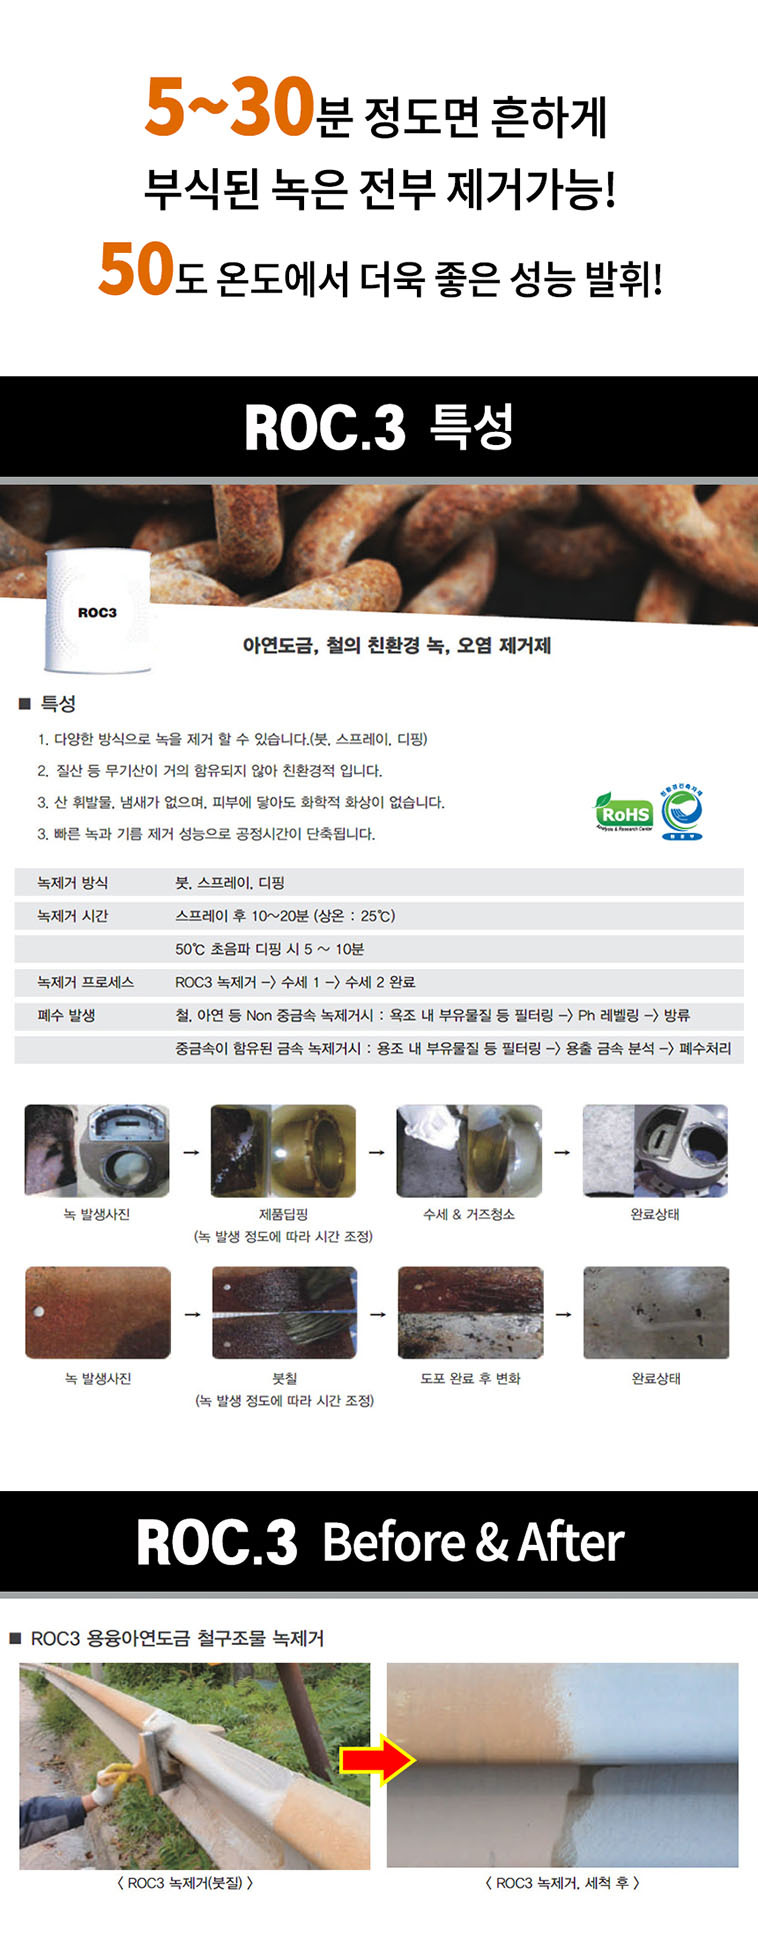 5~30분 정도면 흔하게
부식된 녹은 전부 제거가능!
50도 온도에서 더욱 좋은 성능 발휘!
ROC.3 특성
ROC3
아연도금, 철의 친환경 녹, 오염 제거제
■ 특성
1. 다양한 방식으로 녹을 제거 할 수 있습니다.(붓, 스프레이, 디핑)
2. 질산 등 무기산이 거의 함유되지 않아 친환경적 입니다.
3. 산 휘발물, 냄새가 없으며, 피부에 닿아도 화학적 화상이 없습니다.
3. 빠른 녹과 기름 제거 성능으로 공정시간이 단축됩니다.
RoHS
Analysis & Research Center
친환경건축자재
환경부
녹제거 방식 붓, 스프레이, 디핑
녹제거 시간 스프레이 후 10~20분 (상온 : 25℃)
50℃ 초음파 디핑 시 5 ~ 10분
녹제거 프로세스 ROC3 녹제거 -> 수세 1 -> 수세 2 완료
폐수 발생 철, 아연 등 Non 중금속 녹제거시 : 욕조 내 부유물질 등 필터링 -> Ph 레벨링 -> 방류
중금속이 함유된 금속 녹제거시 : 용조 내 부유물질 등 필터링 -> 용출 금속 분석 -> 폐수처리
→ → →
녹 발생사진 제품딥핑 수세 & 거즈청소 완료상태
(녹 발생 정도에 따라 시간 조정)
→ → →
녹 발생사진 붓칠 도포 완료 후 변화 완료상태
(녹 발생 정도에 따라 시간 조정)
ROC.3 Before & After
■ ROC3 용융아연도금 철구조물 녹제거
< ROC3 녹제거(붓질) > < ROC3 녹제거, 세척 후 >